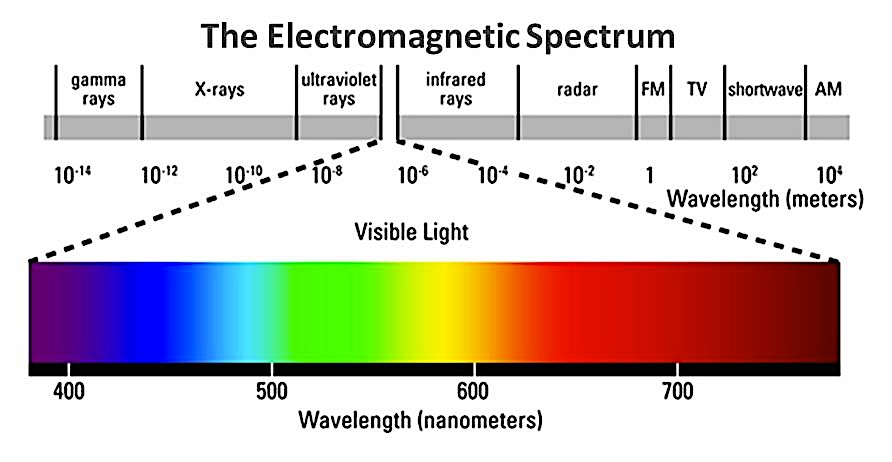 The Electromagnetic Spectrum
gamma rays X-rays ultraviolet rays infrared rays radar FM TV shortwave AM
10⁻¹⁴ 10⁻¹² 10⁻¹⁰ 10⁻⁸ 10⁻⁶ 10⁻⁴ 10⁻² 1 10² 10⁴
Wavelength (meters)
Visible Light
400 500 600 700
Wavelength (nanometers)